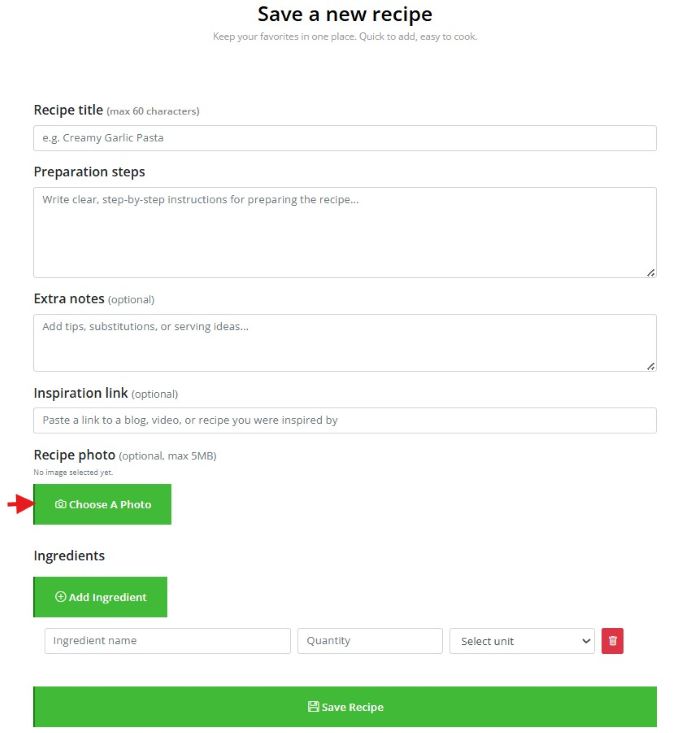 Save a new recipe
Keep your favorites in one place. Quick to add, easy to cook.
Recipe title (max 60 characters)
e.g. Creamy Garlic Pasta
Preparation steps
Write clear, step-by-step instructions for preparing the recipe...
Extra notes (optional)
Add tips, substitutions, or serving ideas...
Inspiration link (optional)
Paste a link to a blog, video, or recipe you were inspired by
Recipe photo (optional, max 5MB)
No image selected yet.
Choose A Photo
Ingredients
Add Ingredient
Ingredient name Quantity Select unit
Save Recipe